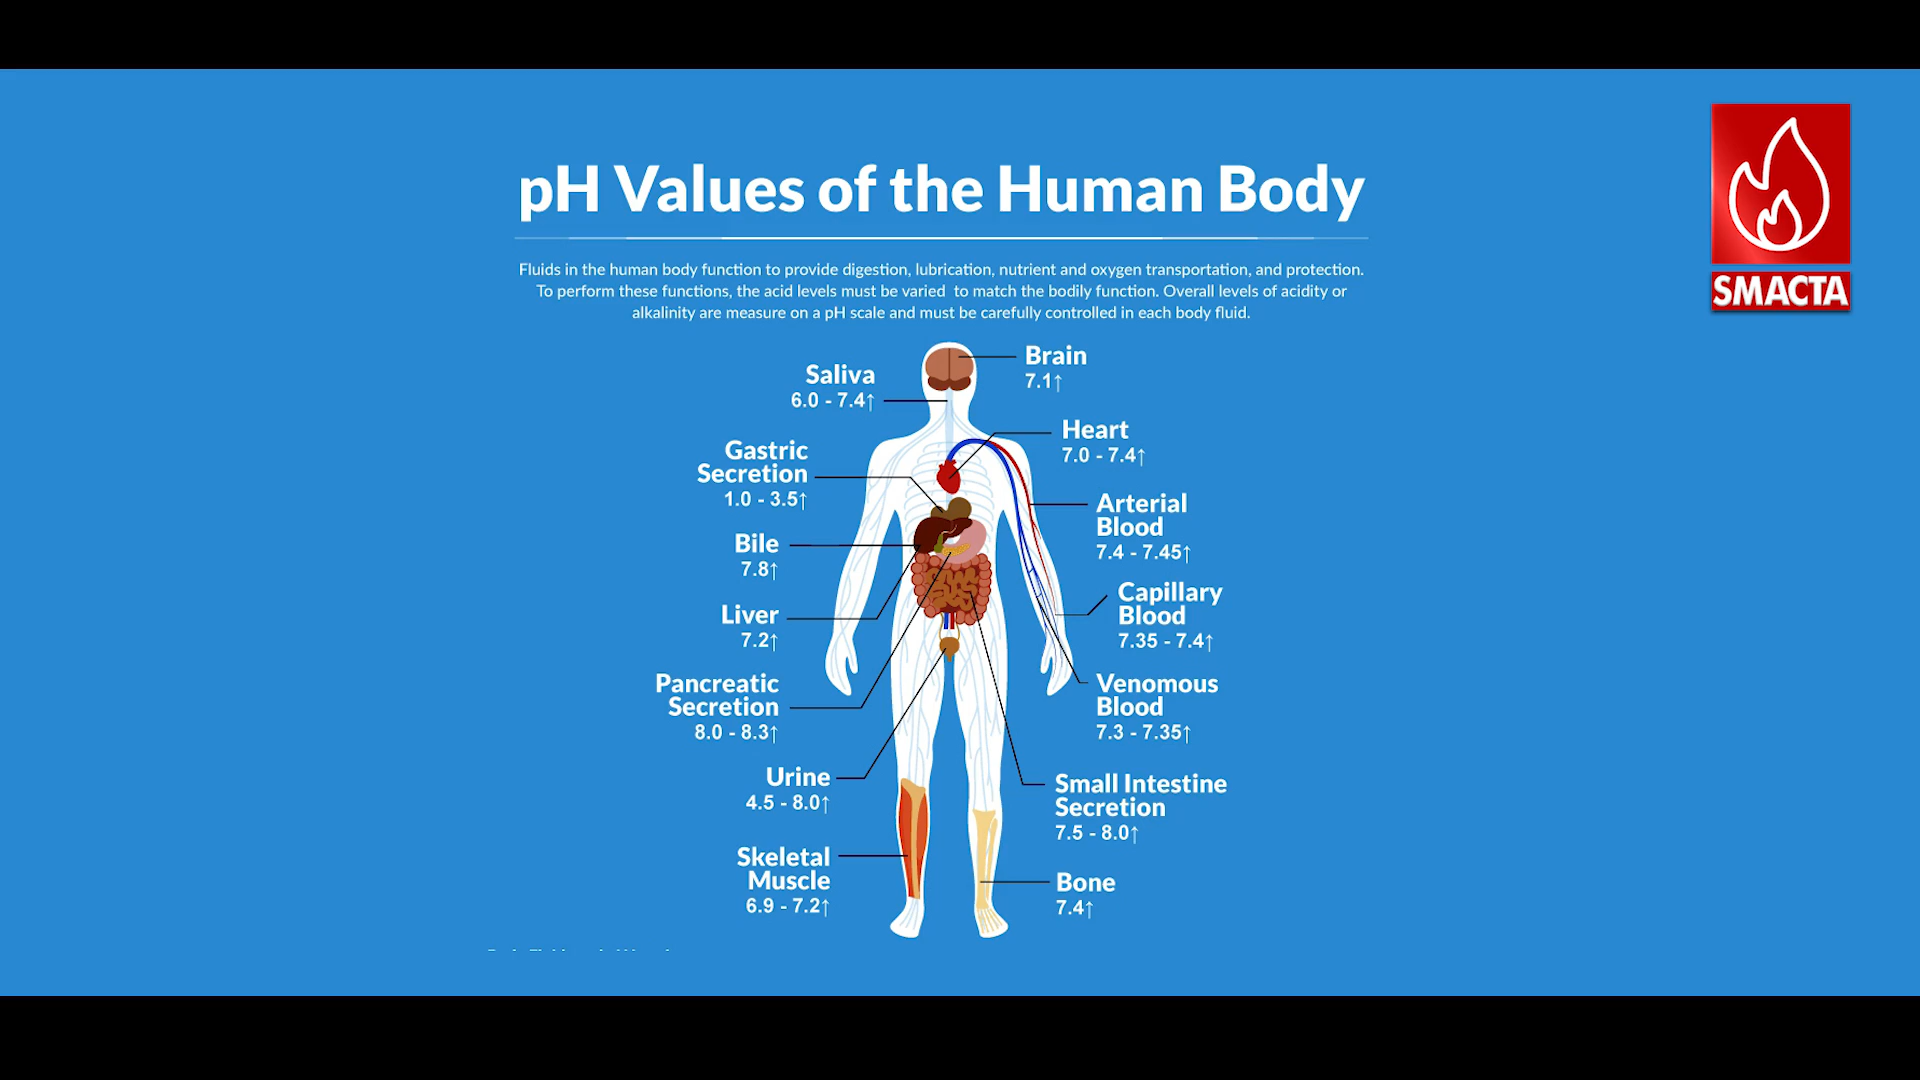 pH Values of the Human Body
SMACTA
Fluids in the human body function to provide digestion, lubrication, nutrient and oxygen transportation, and protection.
To perform these functions, the acid levels must be varied to match the bodily function. Overall levels of acidity or
alkalinity are measure on a pH scale and must be carefully controlled in each body fluid.
Brain
7.1↑
Saliva
6.0 - 7.4↑
Heart
7.0 - 7.4↑
Gastric
Secretion
1.0 - 3.5↑
Arterial
Blood
7.4 - 7.45↑
Bile
7.8↑
Capillary
Blood
7.35 - 7.4↑
Liver
7.2↑
Pancreatic
Secretion
8.0 - 8.3↑
Venomous
Blood
7.3 - 7.35↑
Urine
4.5 - 8.0↑
Small Intestine
Secretion
7.5 - 8.0↑
Skeletal
Muscle
6.9 - 7.2↑
Bone
7.4↑